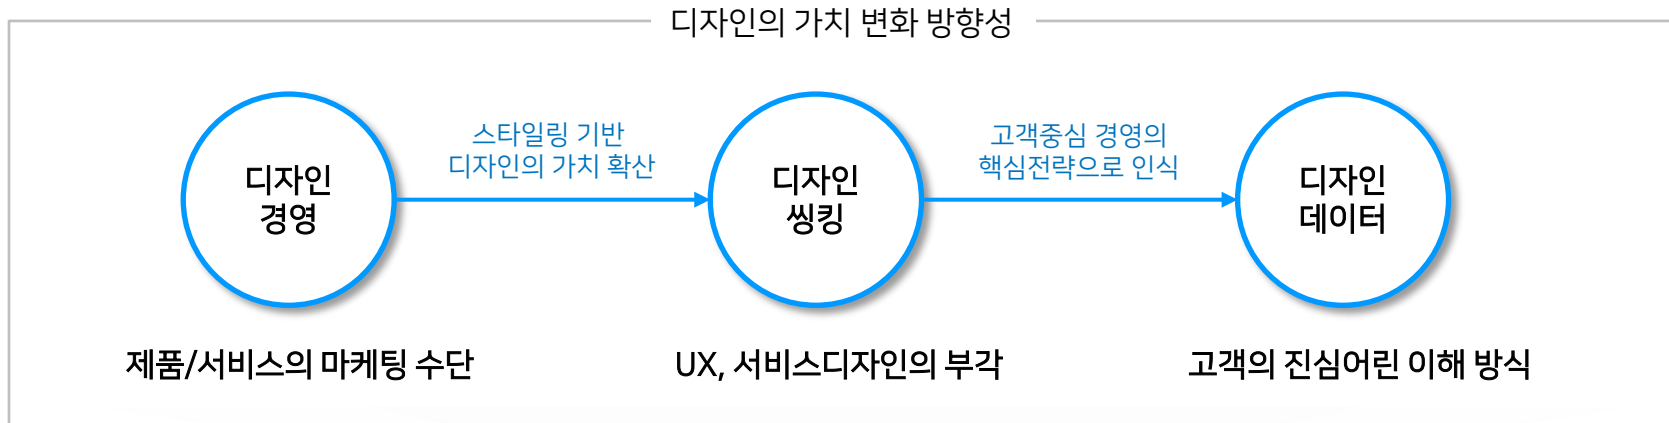 디자인의 가치 변화 방향성
디자인
경영
스타일링 기반
디자인의 가치 확산
디자인
씽킹
고객중심 경영의
핵심전략으로 인식
디자인
데이터
제품/서비스의 마케팅 수단
UX, 서비스디자인의 부각
고객의 진심어린 이해 방식